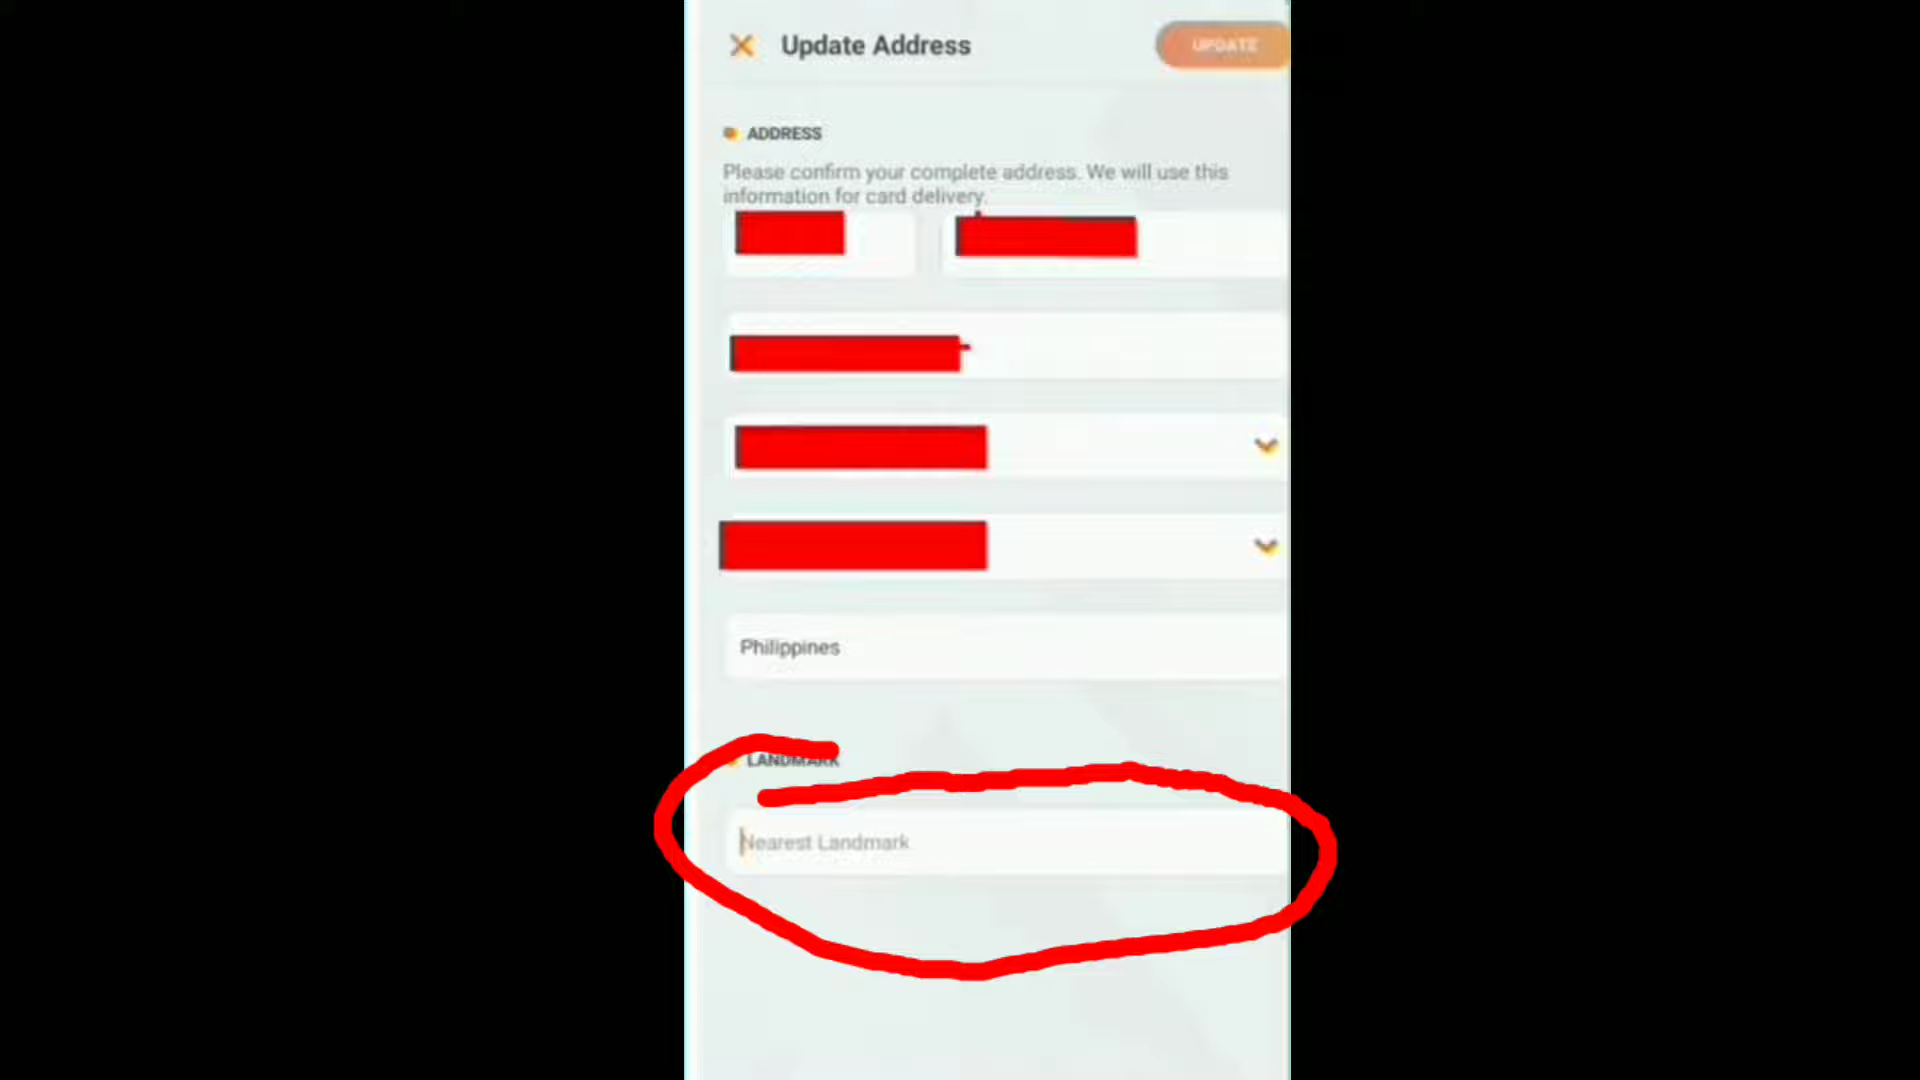 Update Address
UPDATE
ADDRESS
Please confirm your complete address. We will use this
information for card delivery.
Philippines
LANDMARK
Nearest Landmark